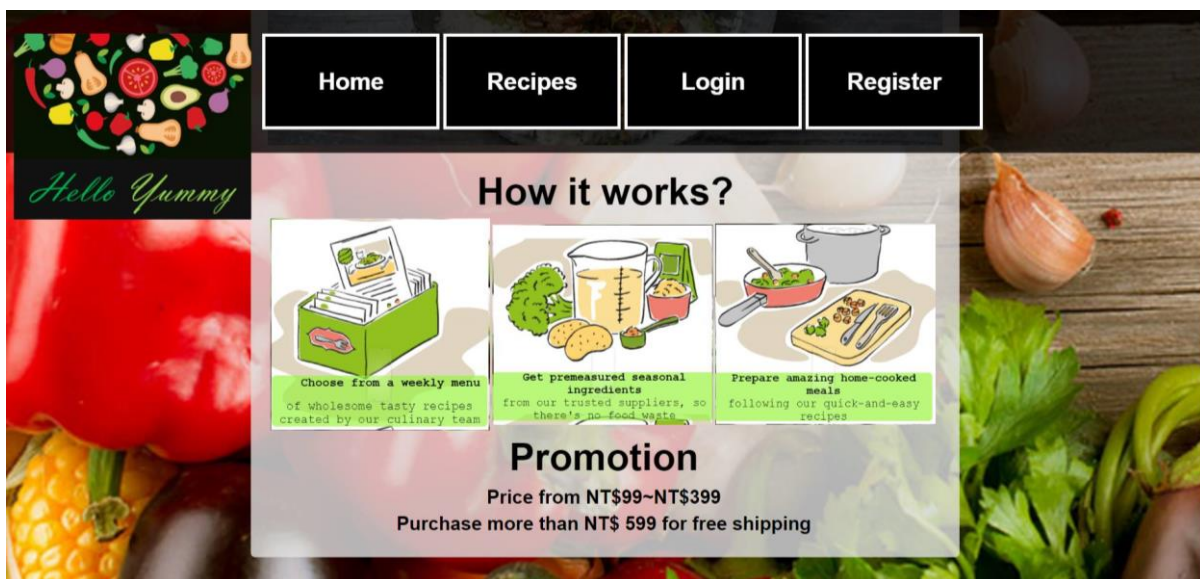 Hello Yummy
Home
Recipes
Login
Register
How it works?
Choose from a weekly menu
of wholesome tasty recipes
created by our culinary team
Get premeasured seasonal
ingredients
from our trusted suppliers, so
there's no food waste
Prepare amazing home-cooked
meals
following our quick-and-easy
recipes
Promotion
Price from NT$99~NT$399
Purchase more than NT$ 599 for free shipping